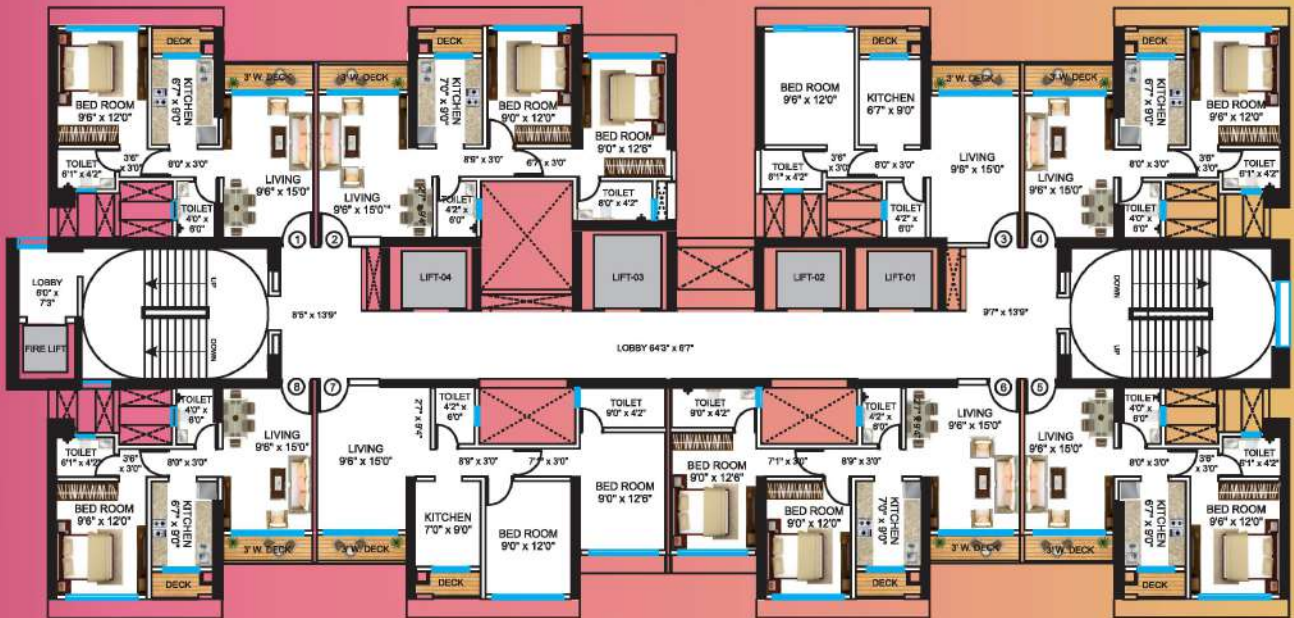 DECK
BED ROOM
9'6" x 12'0"
KITCHEN
6'7" x 9'0"
3' W. DECK
TOILET
6'1" x 4'2"
3'6"
x 3'0"
8'0" x 3'0"
LIVING
9'6" x 15'0"
TOILET
4'0" x
6'0"
1
3' W. DECK
DECK
KITCHEN
7'0" x 9'0"
BED ROOM
9'0" x 12'0"
BED ROOM
9'0" x 12'6"
8'9" x 3'0"
LIVING
9'6" x 15'0"
TOILET
4'2" x
6'0"
TOILET
8'0" x 4'2"
2
BED ROOM
9'6" x 12'0"
DECK
KITCHEN
6'7" x 9'0"
3' W. DECK
TOILET
6'1" x 4'2"
3'6"
x 3'0"
8'0" x 3'0"
LIVING
9'6" x 15'0"
TOILET
4'2" x
6'0"
3
3' W. DECK
DECK
KITCHEN
6'7" x 9'0"
BED ROOM
9'6" x 12'0"
8'0" x 3'0"
3'6"
x 3'0"
TOILET
6'1" x 4'2"
LIVING
9'6" x 15'0"
TOILET
4'0" x
6'0"
4
LOBBY
6'0" x
7'3"
FIRE LIFT
UP
DOWN
8'5" x 13'9"
LIFT-04
LIFT-03
LIFT-02
LIFT-01
LOBBY 64'3" x 6'7"
9'7" x 13'9"
DOWN
UP
8
TOILET
4'0" x
6'0"
LIVING
9'6" x 15'0"
TOILET
6'1" x 4'2"
3'6"
x 3'0"
8'0" x 3'0"
BED ROOM
9'6" x 12'0"
KITCHEN
6'7" x 9'0"
3' W. DECK
DECK
7
2'7" x 9'4"
TOILET
4'2" x
6'0"
TOILET
9'0" x 4'2"
LIVING
9'6" x 15'0"
8'9" x 3'0"
7'1" x 3'0"
KITCHEN
7'0" x 9'0"
BED ROOM
9'0" x 12'0"
BED ROOM
9'0" x 12'6"
3' W. DECK
DECK
6
TOILET
9'0" x 4'2"
TOILET
4'2" x
6'0"
LIVING
9'6" x 15'0"
BED ROOM
9'0" x 12'6"
7'1" x 3'0"
8'9" x 3'0"
BED ROOM
9'0" x 12'0"
KITCHEN
7'0" x 9'0"
3' W. DECK
DECK
5
TOILET
4'0" x
6'0"
LIVING
9'6" x 15'0"
8'0" x 3'0"
3'6"
x 3'0"
TOILET
6'1" x 4'2"
KITCHEN
6'7" x 9'0"
BED ROOM
9'6" x 12'0"
3' W. DECK
DECK